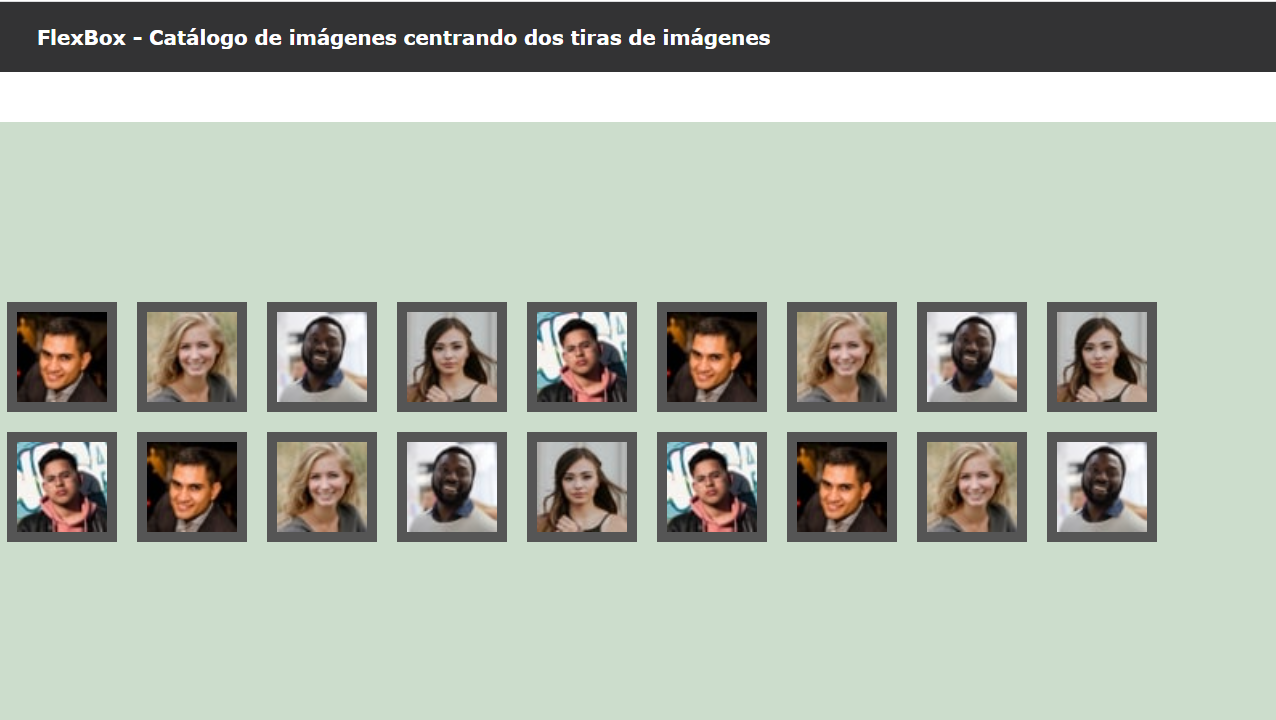 FlexBox - Catálogo de imágenes centrando dos tiras de imágenes